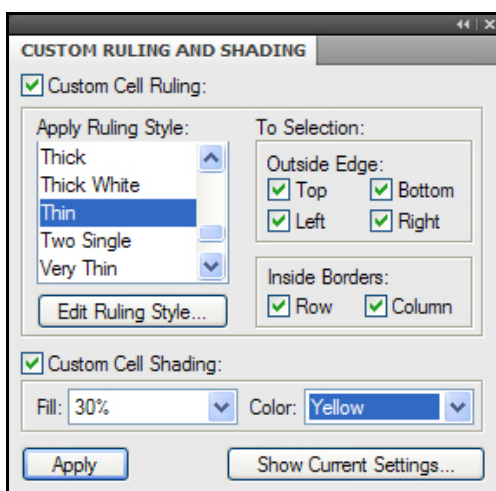 CUSTOM RULING AND SHADING
Custom Cell Ruling:
Apply Ruling Style:
Thick
Thick White
Thin
Two Single
Very Thin
Edit Ruling Style...
To Selection:
Outside Edge:
Top Bottom
Left Right
Inside Borders:
Row Column
Custom Cell Shading:
Fill: 30% Color: Yellow
Apply Show Current Settings...